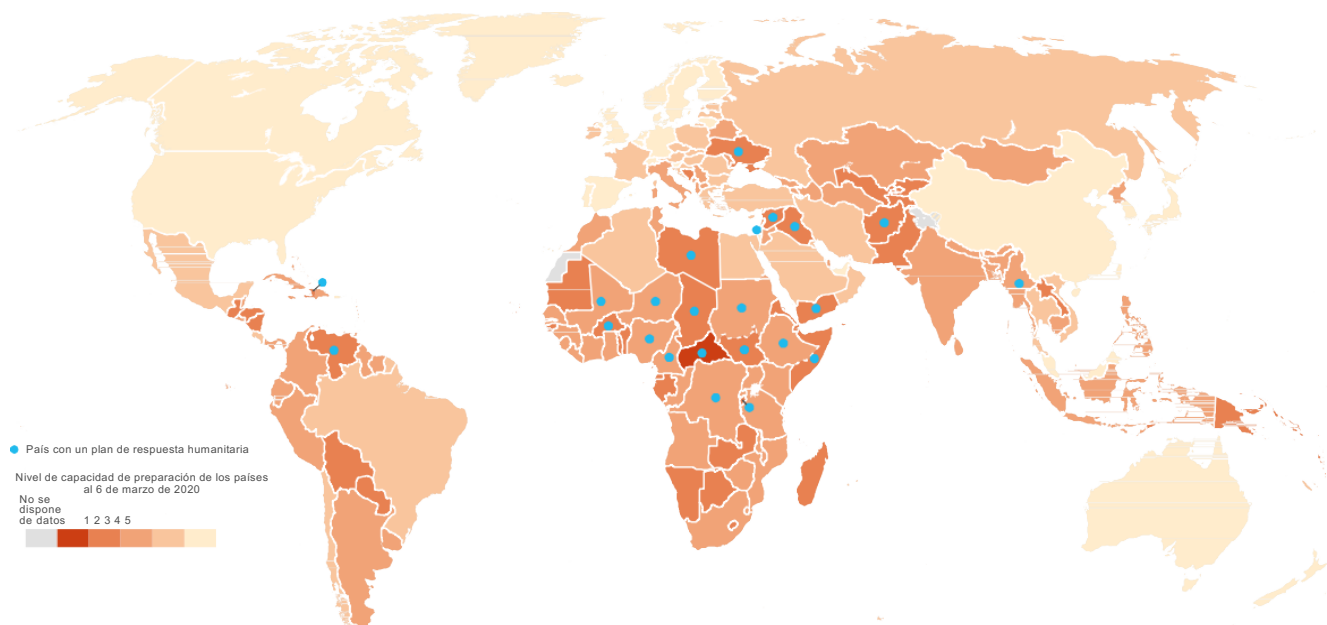 País con un plan de respuesta humanitaria
Nivel de capacidad de preparación de los países
al 6 de marzo de 2020
No se
dispone
de datos 1 2 3 4 5